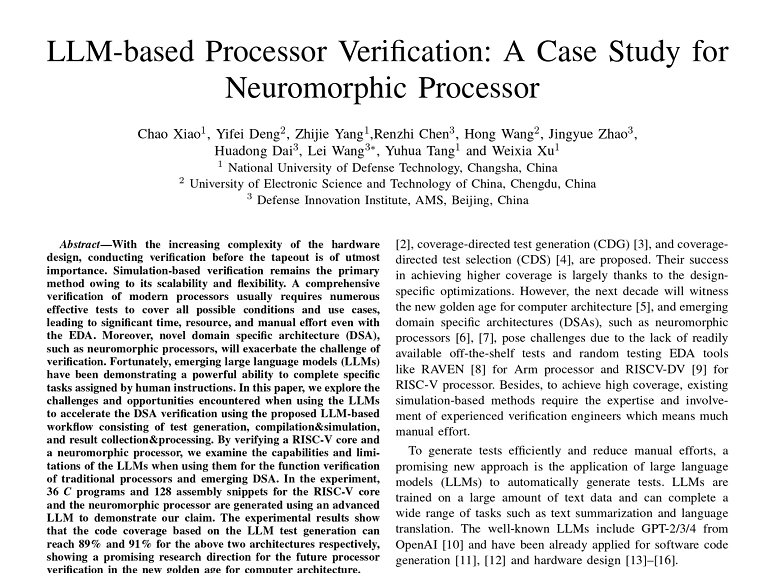 LLM-based Processor Verification: A Case Study for
Neuromorphic Processor
Chao Xiao1, Yifei Deng2, Zhijie Yang1,Renzhi Chen3, Hong Wang2, Jingyue Zhao3,
Huadong Dai3, Lei Wang3*, Yuhua Tang1 and Weixia Xu1
1 National University of Defense Technology, Changsha, China
2 University of Electronic Science and Technology of China, Chengdu, China
3 Defense Innovation Institute, AMS, Beijing, China
Abstract—With the increasing complexity of the hardware
design, conducting verification before the tapeout is of utmost
importance. Simulation-based verification remains the primary
method owing to its scalability and flexibility. A comprehensive
verification of modern processors usually requires numerous
effective tests to cover all possible conditions and use cases,
leading to significant time, resource, and manual effort even with
the EDA. Moreover, novel domain specific architecture (DSA),
such as neuromorphic processors, will exacerbate the challenge of
verification. Fortunately, emerging large language models (LLMs)
have been demonstrating a powerful ability to complete specific
tasks assigned by human instructions. In this paper, we explore the
challenges and opportunities encountered when using the LLMs
to accelerate the DSA verification using the proposed LLM-based
workflow consisting of test generation, compilation&simulation,
and result collection&processing. By verifying a RISC-V core and
a neuromorphic processor, we examine the capabilities and limi-
tations of the LLMs when using them for the function verification
of traditional processors and emerging DSA. In the experiment,
36 C programs and 128 assembly snippets for the RISC-V core
and the neuromorphic processor are generated using an advanced
LLM to demonstrate our claim. The experimental results show
that the code coverage based on the LLM test generation can
reach 89% and 91% for the above two architectures respectively,
showing a promising research direction for the future processor
verification in the new golden age for computer architecture.
[2], coverage-directed test generation (CDG) [3], and coverage-
directed test selection (CDS) [4], are proposed. Their success
in achieving higher coverage is largely thanks to the design-
specific optimizations. However, the next decade will witness
the new golden age for computer architecture [5], and emerging
domain specific architectures (DSAs), such as neuromorphic
processors [6], [7], pose challenges due to the lack of readily
available off-the-shelf tests and random testing EDA tools
like RAVEN [8] for Arm processor and RISCV-DV [9] for
RISC-V processor. Besides, to achieve high coverage, existing
simulation-based methods require the expertise and involve-
ment of experienced verification engineers which means much
manual effort.
To generate tests efficiently and reduce manual efforts, a
promising new approach is the application of large language
models (LLMs) to automatically generate tests. LLMs are
trained on a large amount of text data and can complete a
wide range of tasks such as text summarization and language
translation. The well-known LLMs include GPT-2/3/4 from
OpenAI [10] and have been already applied for software code
generation [11], [12] and hardware design [13]–[16].